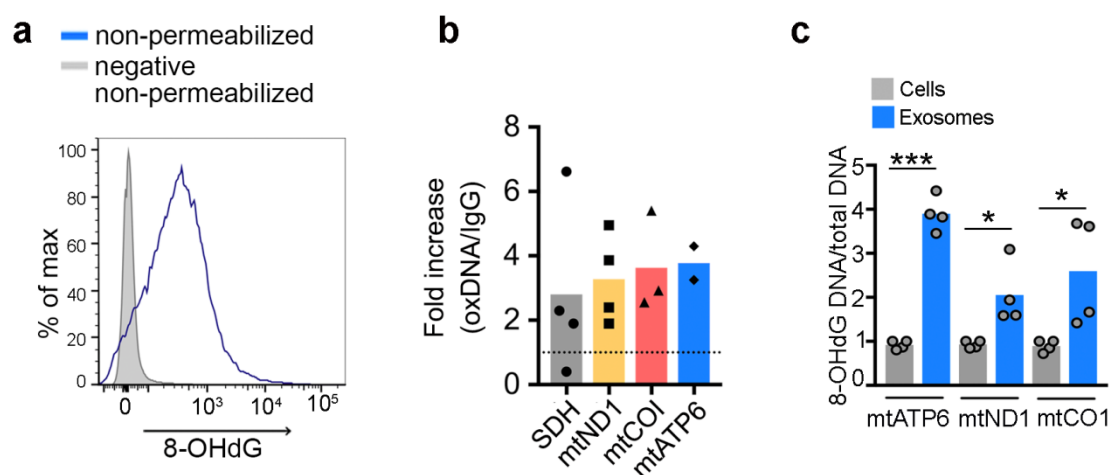 a
non-permeabilized
negative
non-permeabilized
% of max
100
80
60
40
20
0
0 10³ 10⁴ 10⁵
8-OHdG
b
Fold increase
(oxDNA/IgG)
8
6
4
2
0
SDH
mtND1
mtCOI
mtATP6
c
Cells
Exosomes
8-OHdG DNA/total DNA
5
4
3
2
1
0
***
*
*
mtATP6 mtND1 mtCO1